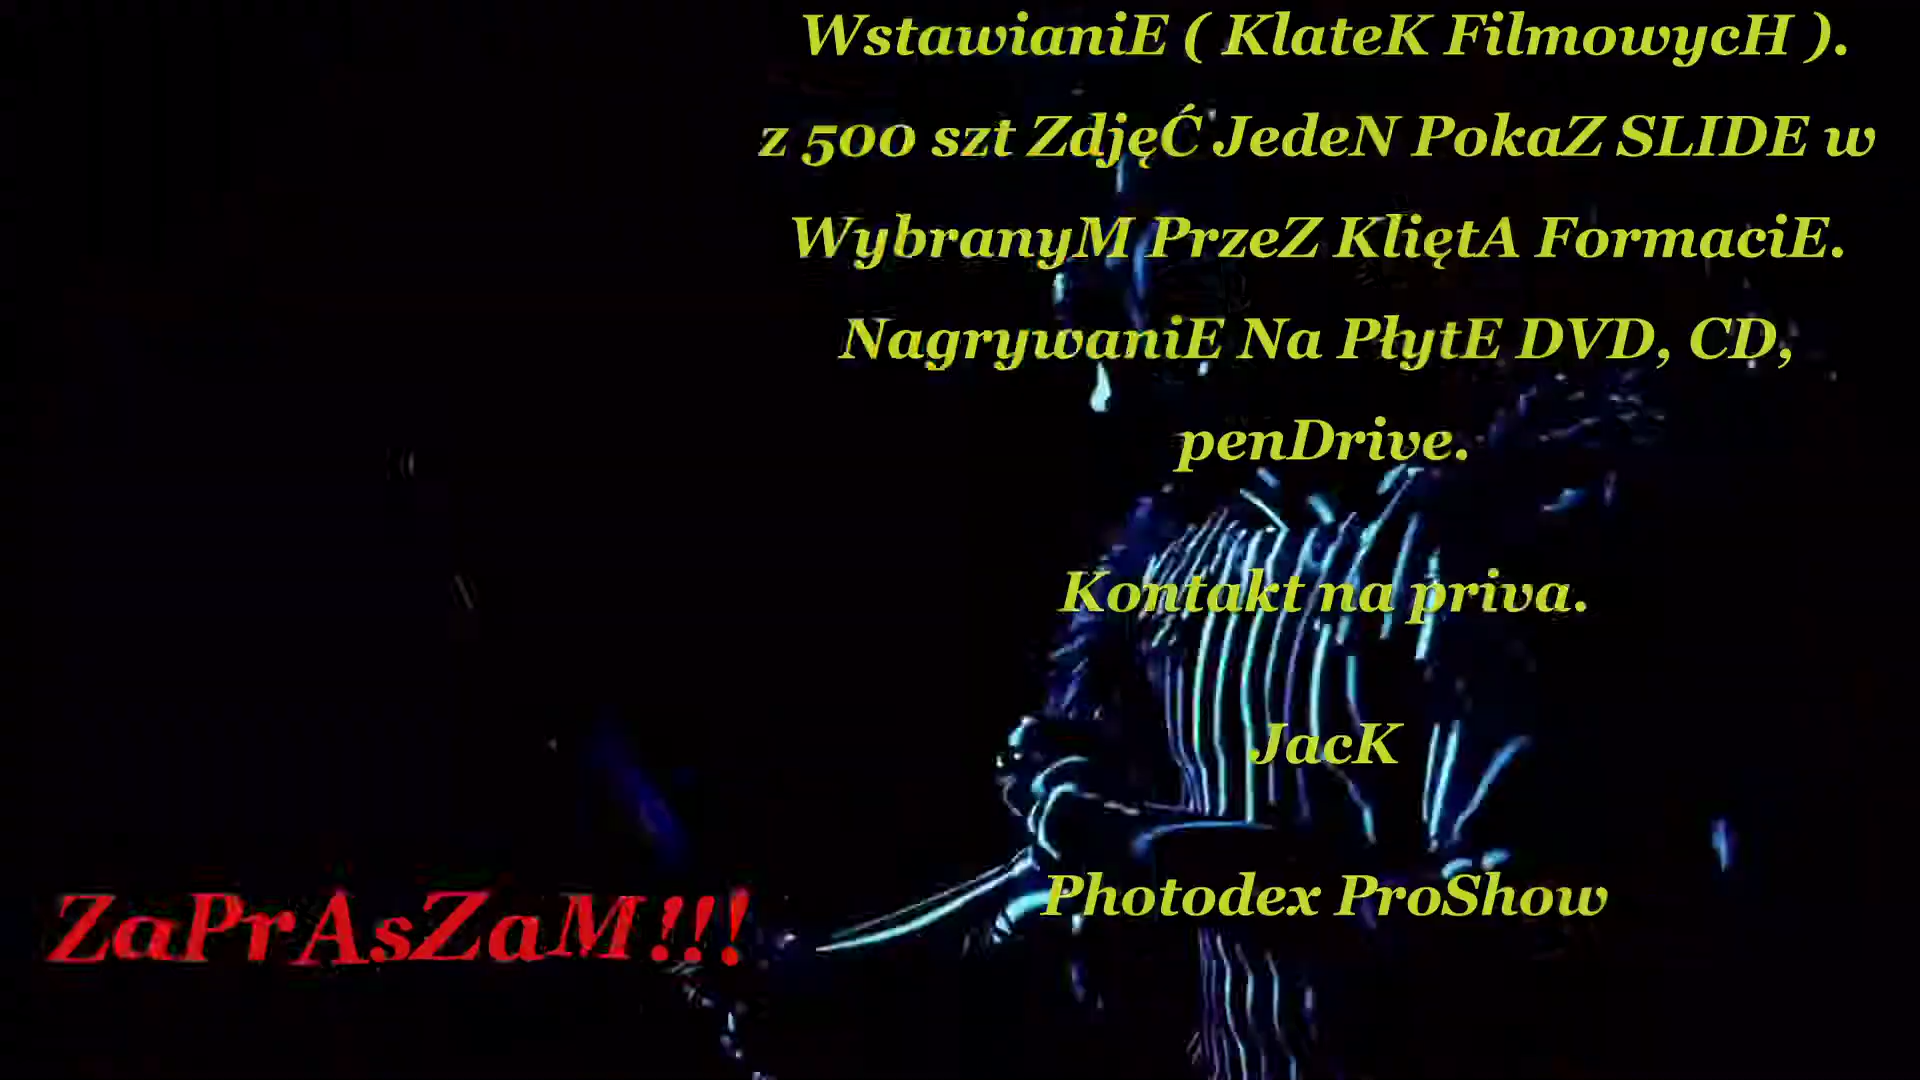 WstawianiE ( KlateK FilmowycH ).
z 500 szt ZdjęĆ JedeN PokaZ SLIDE w
WybranyM PrzeZ KliętA FormaciE.
NagrywaniE Na PłytE DVD, CD,
penDrive.
Kontakt na priva.
JacK
Photodex ProShow
ZaPrAsZaM!!!